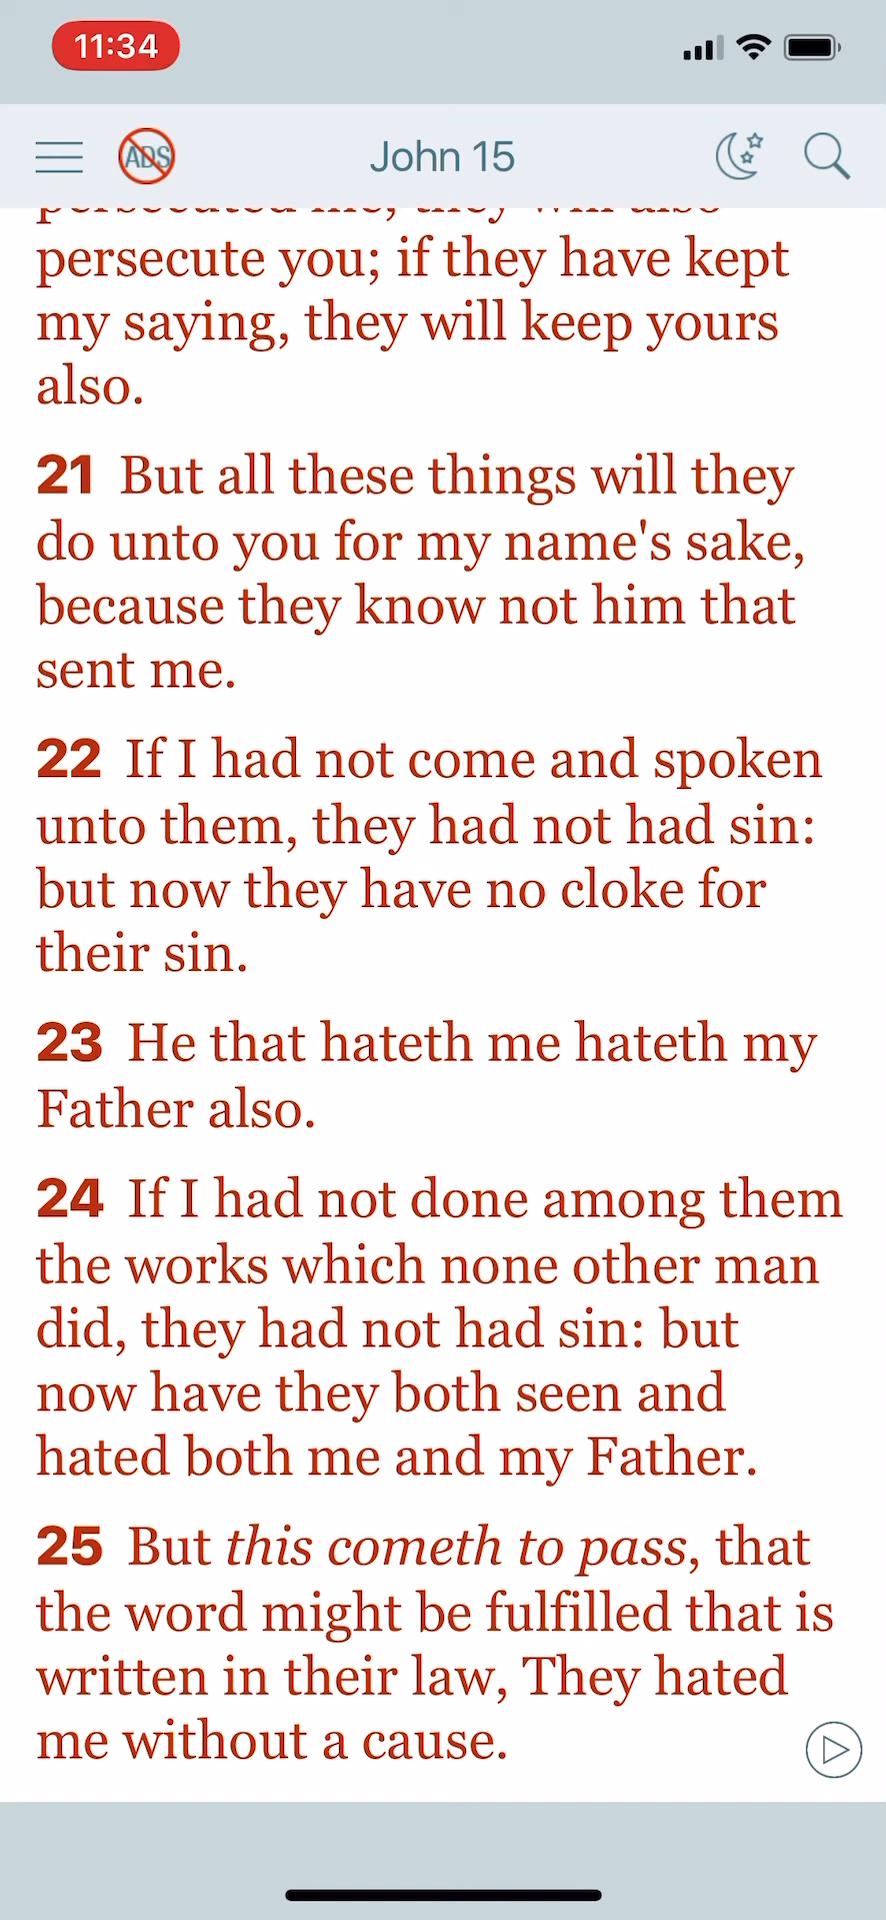 11:34
ADS
John 15
persecuted me, they will also
persecute you; if they have kept
my saying, they will keep yours
also.
21 But all these things will they
do unto you for my name's sake,
because they know not him that
sent me.
22 If I had not come and spoken
unto them, they had not had sin:
but now they have no cloke for
their sin.
23 He that hateth me hateth my
Father also.
24 If I had not done among them
the works which none other man
did, they had not had sin: but
now have they both seen and
hated both me and my Father.
25 But this cometh to pass, that
the word might be fulfilled that is
written in their law, They hated
me without a cause.